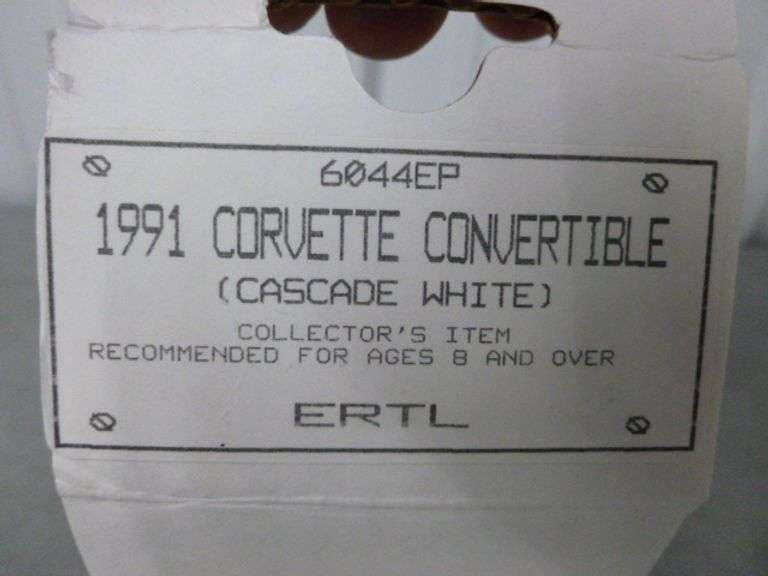 6044EP
1991 CORVETTE CONVERTIBLE
(CASCADE WHITE)
COLLECTOR'S ITEM
RECOMMENDED FOR AGES 8 AND OVER
ERTL